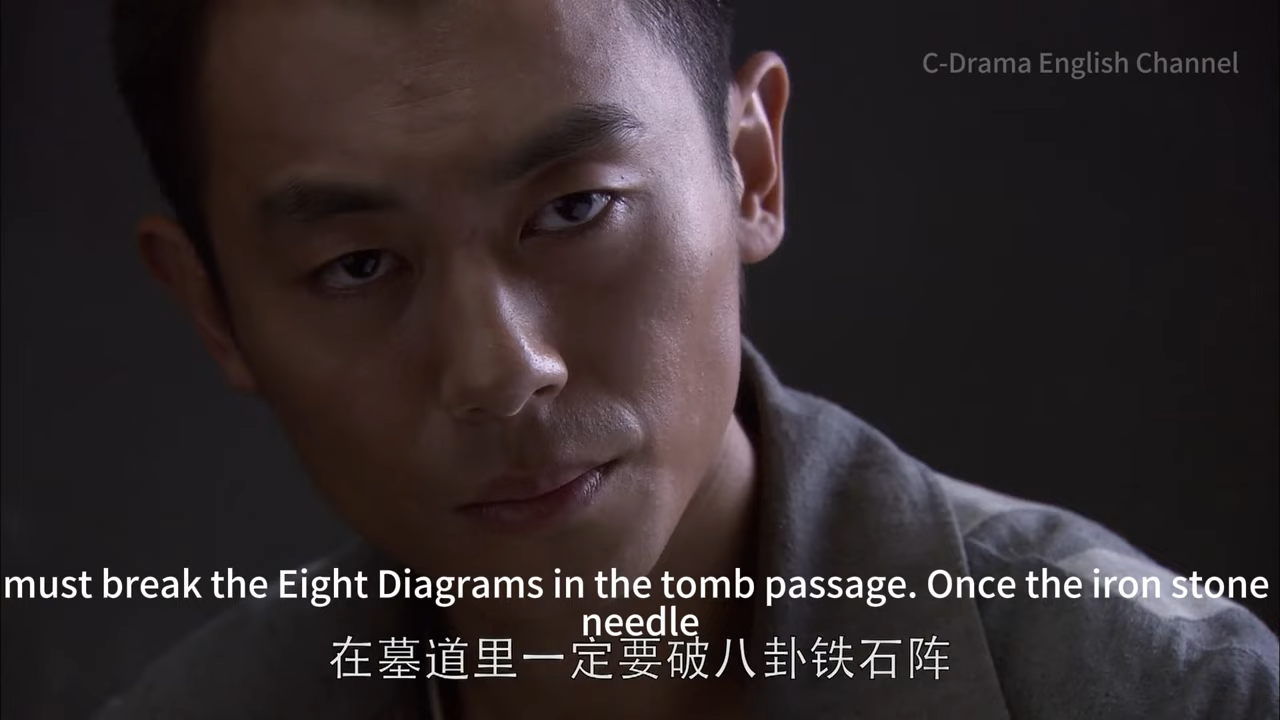 C-Drama English Channel
must break the Eight Diagrams in the tomb passage. Once the iron stone
needle
在墓道里一定要破八卦铁石阵